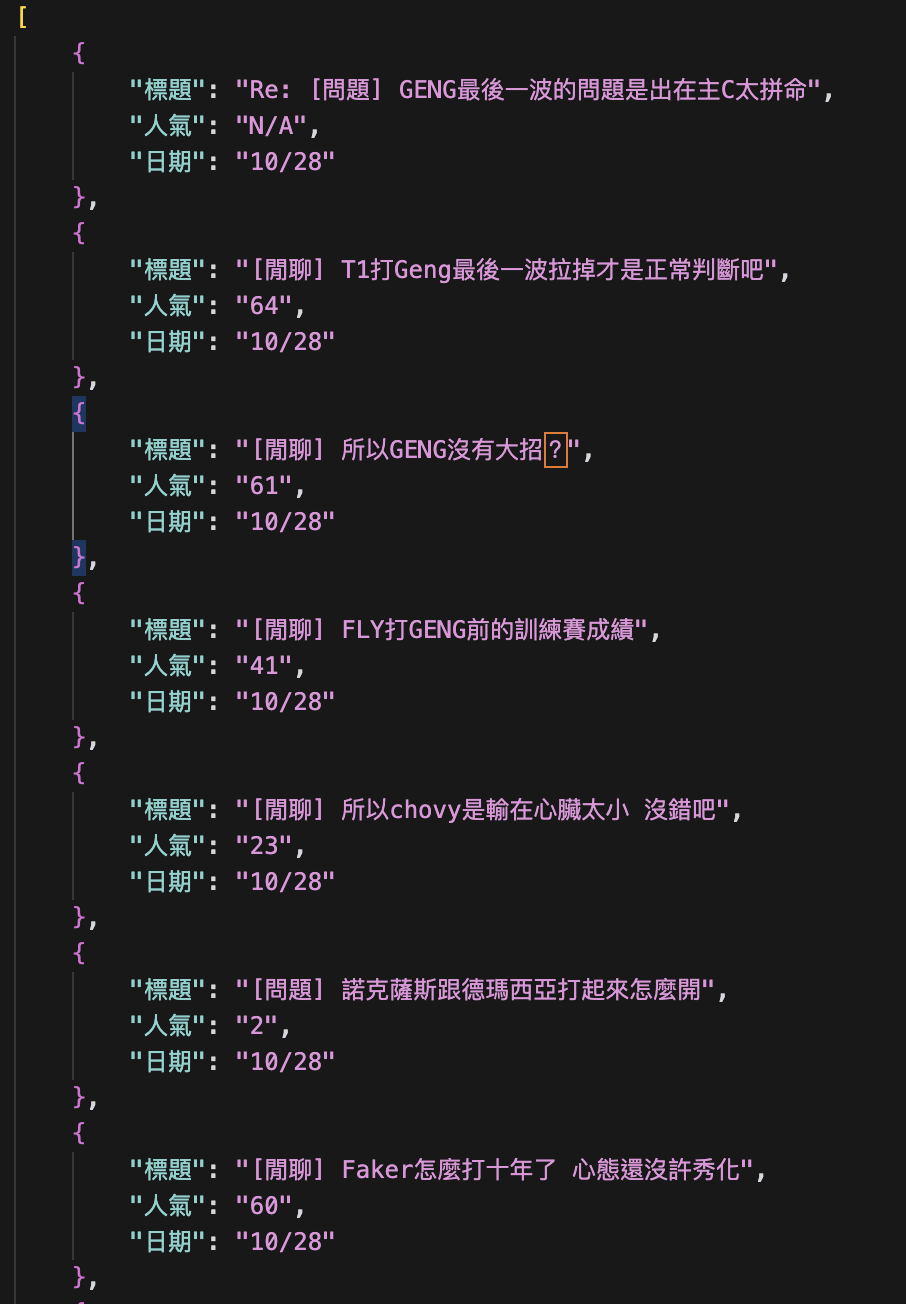 [
{
"標題": "Re: [問題] GENG最後一波的問題是出在主C太拼命",
"人氣": "N/A",
"日期": "10/28"
},
{
"標題": "[閒聊] T1打Geng最後一波拉掉才是正常判斷吧",
"人氣": "64",
"日期": "10/28"
},
{
"標題": "[閒聊] 所以GENG沒有大招？",
"人氣": "61",
"日期": "10/28"
},
{
"標題": "[閒聊] FLY打GENG前的訓練賽成績",
"人氣": "41",
"日期": "10/28"
},
{
"標題": "[閒聊] 所以chovy是輸在心臟太小 沒錯吧",
"人氣": "23",
"日期": "10/28"
},
{
"標題": "[問題] 諾克薩斯跟德瑪西亞打起來怎麼開",
"人氣": "2",
"日期": "10/28"
},
{
"標題": "[閒聊] Faker怎麼打十年了 心態還沒許秀化",
"人氣": "60",
"日期": "10/28"
},